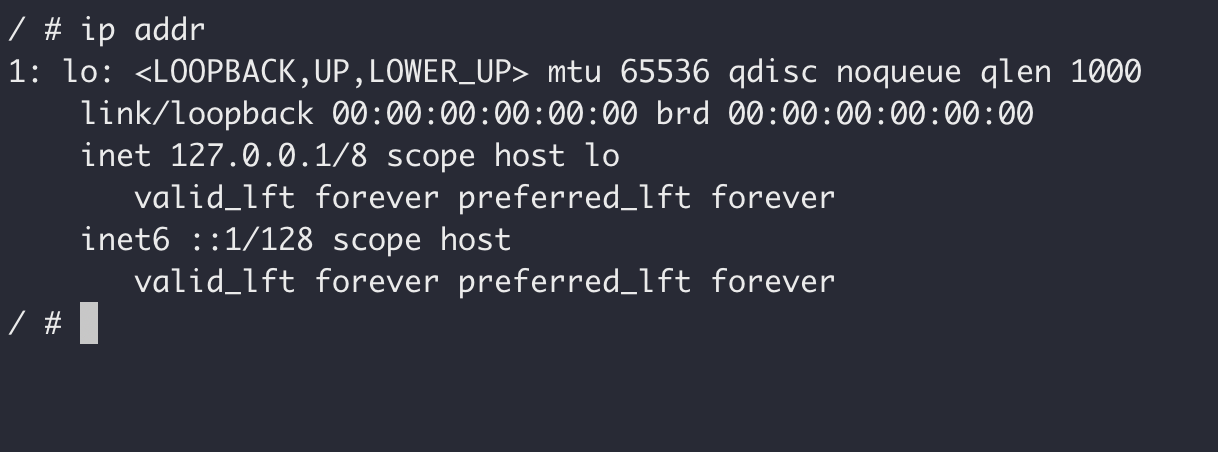 / # ip addr
1: lo: <LOOPBACK,UP,LOWER_UP> mtu 65536 qdisc noqueue qlen 1000
    link/loopback 00:00:00:00:00:00 brd 00:00:00:00:00:00
    inet 127.0.0.1/8 scope host lo
       valid_lft forever preferred_lft forever
    inet6 ::1/128 scope host
       valid_lft forever preferred_lft forever
/ #